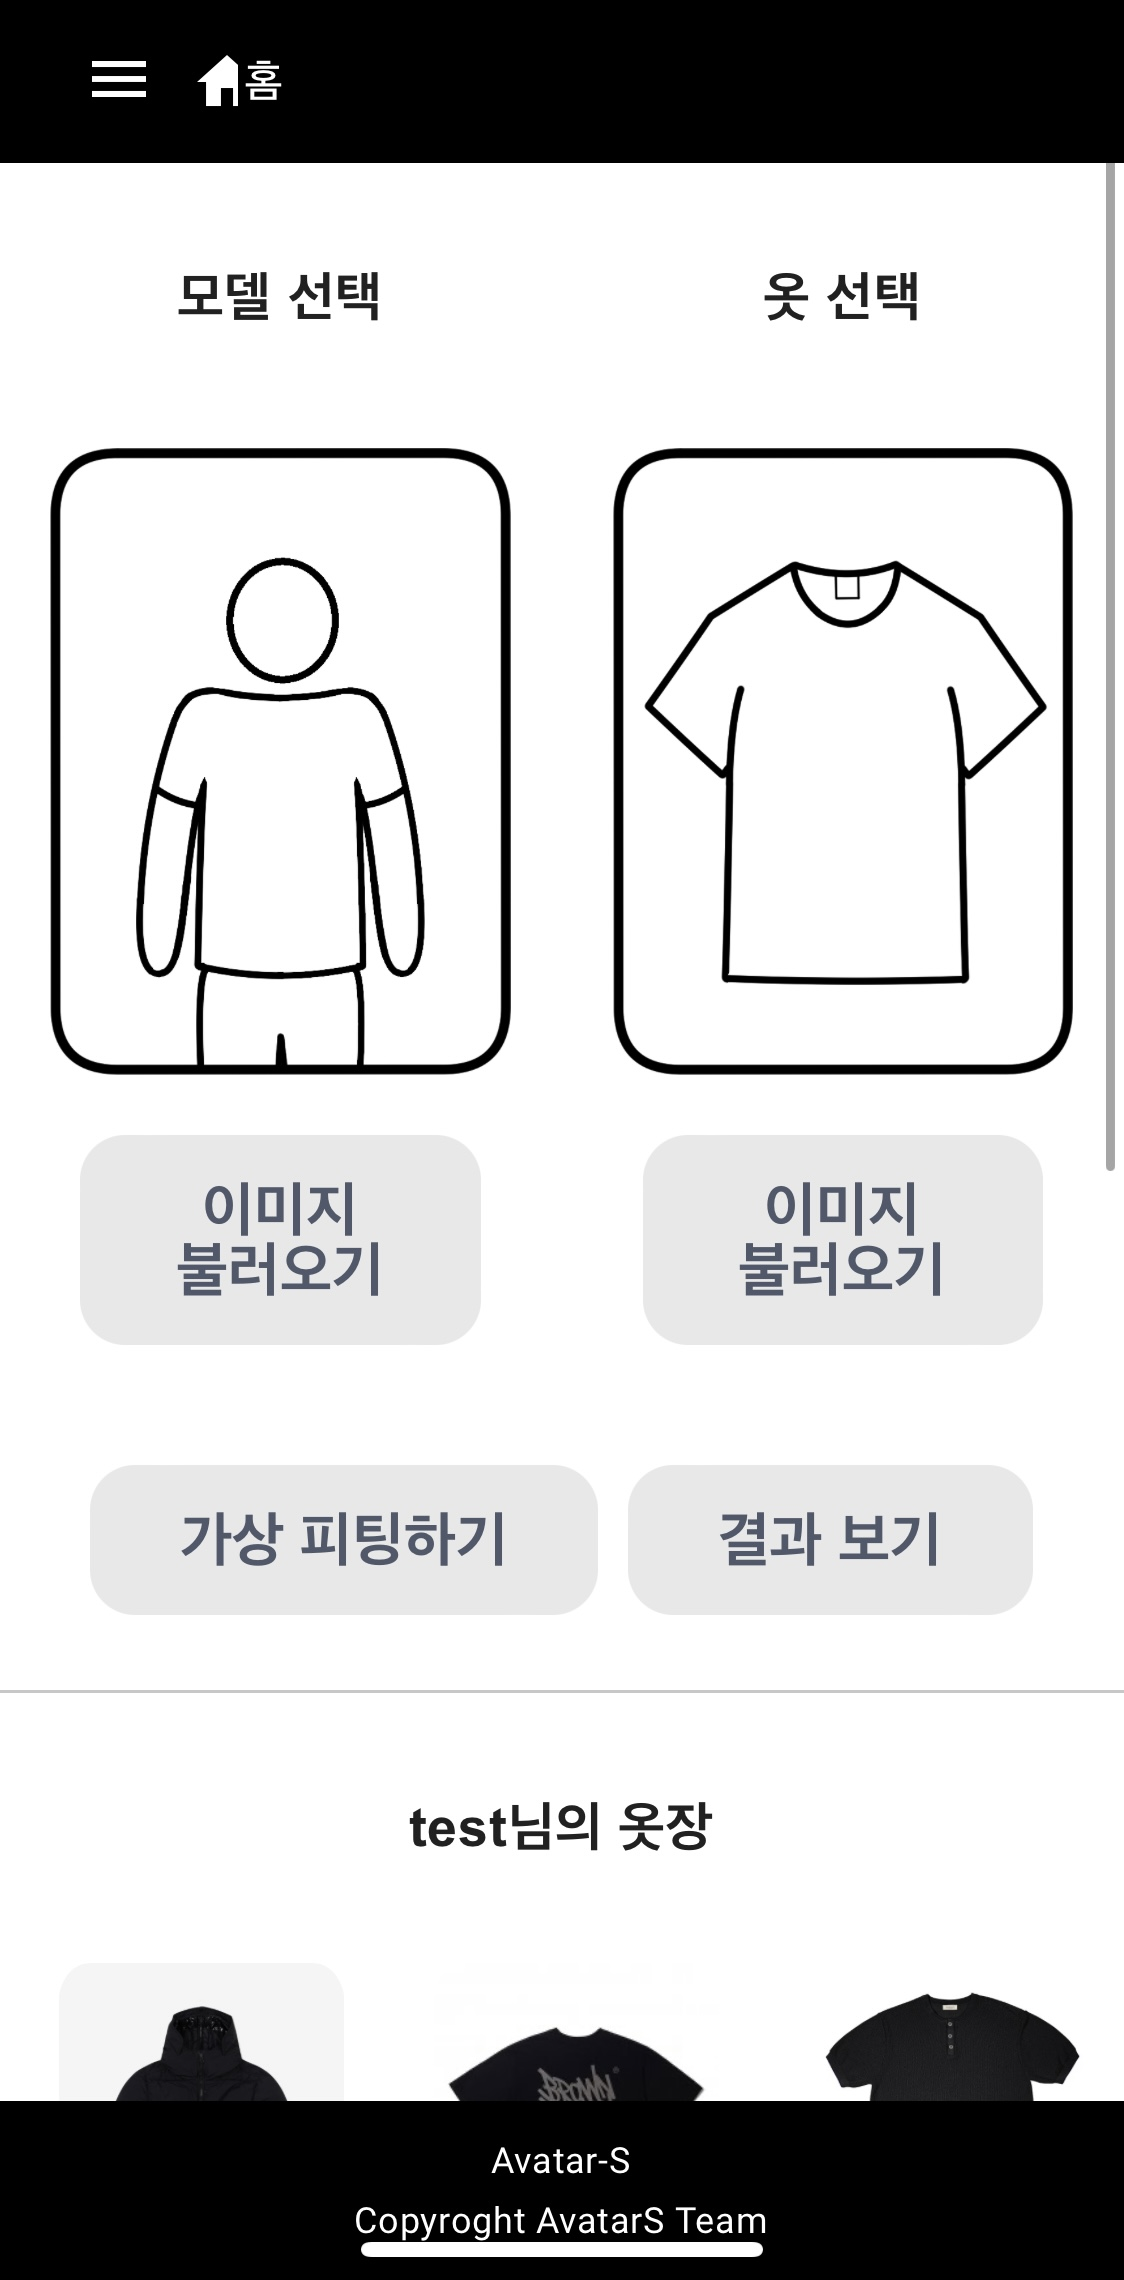 홈
모델 선택
옷 선택
이미지
불러오기
이미지
불러오기
가상 피팅하기
결과 보기
test님의 옷장
BROWN
Avatar-S
Copyroght AvatarS Team